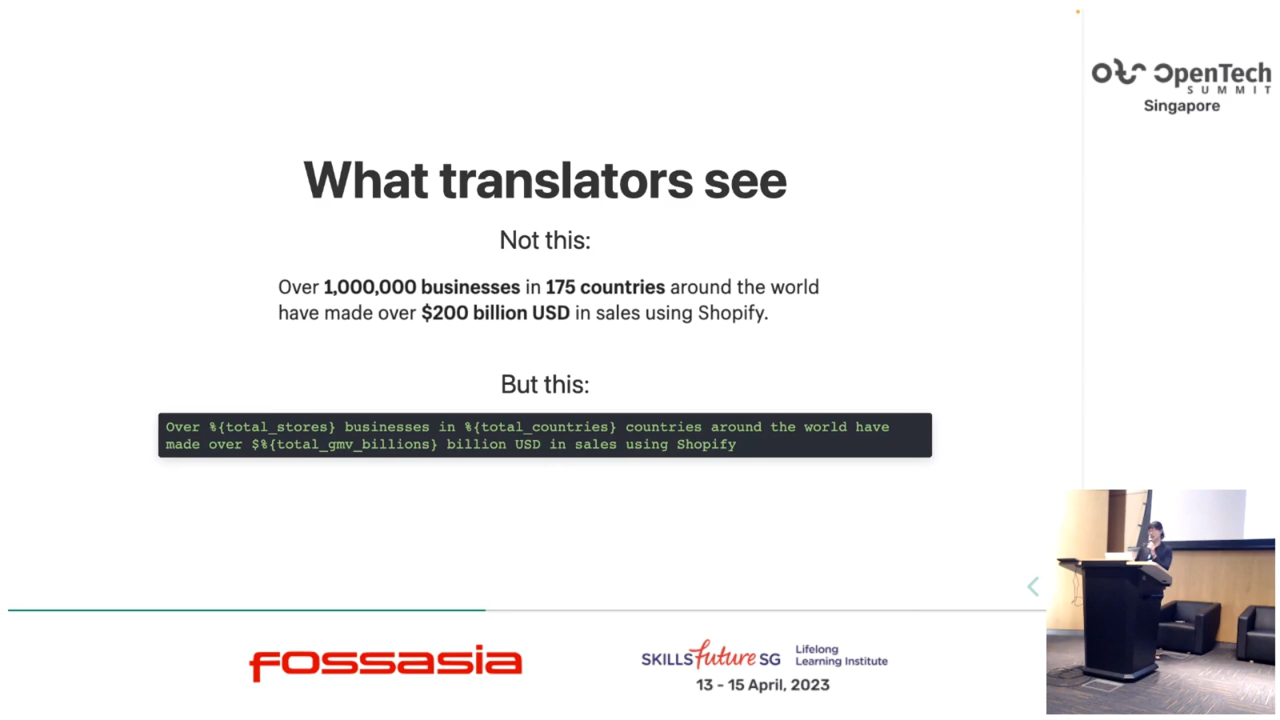 What translators see
Not this:
Over 1,000,000 businesses in 175 countries around the world
have made over $200 billion USD in sales using Shopify.
But this:
Over %{total_stores} businesses in %{total_countries} countries around the world have
made over $%{total_gmv_billions} billion USD in sales using Shopify
OpenTech
SUMMIT
Singapore
fossasia
SKILLSfuture SG
Lifelong
Learning Institute
13 - 15 April, 2023